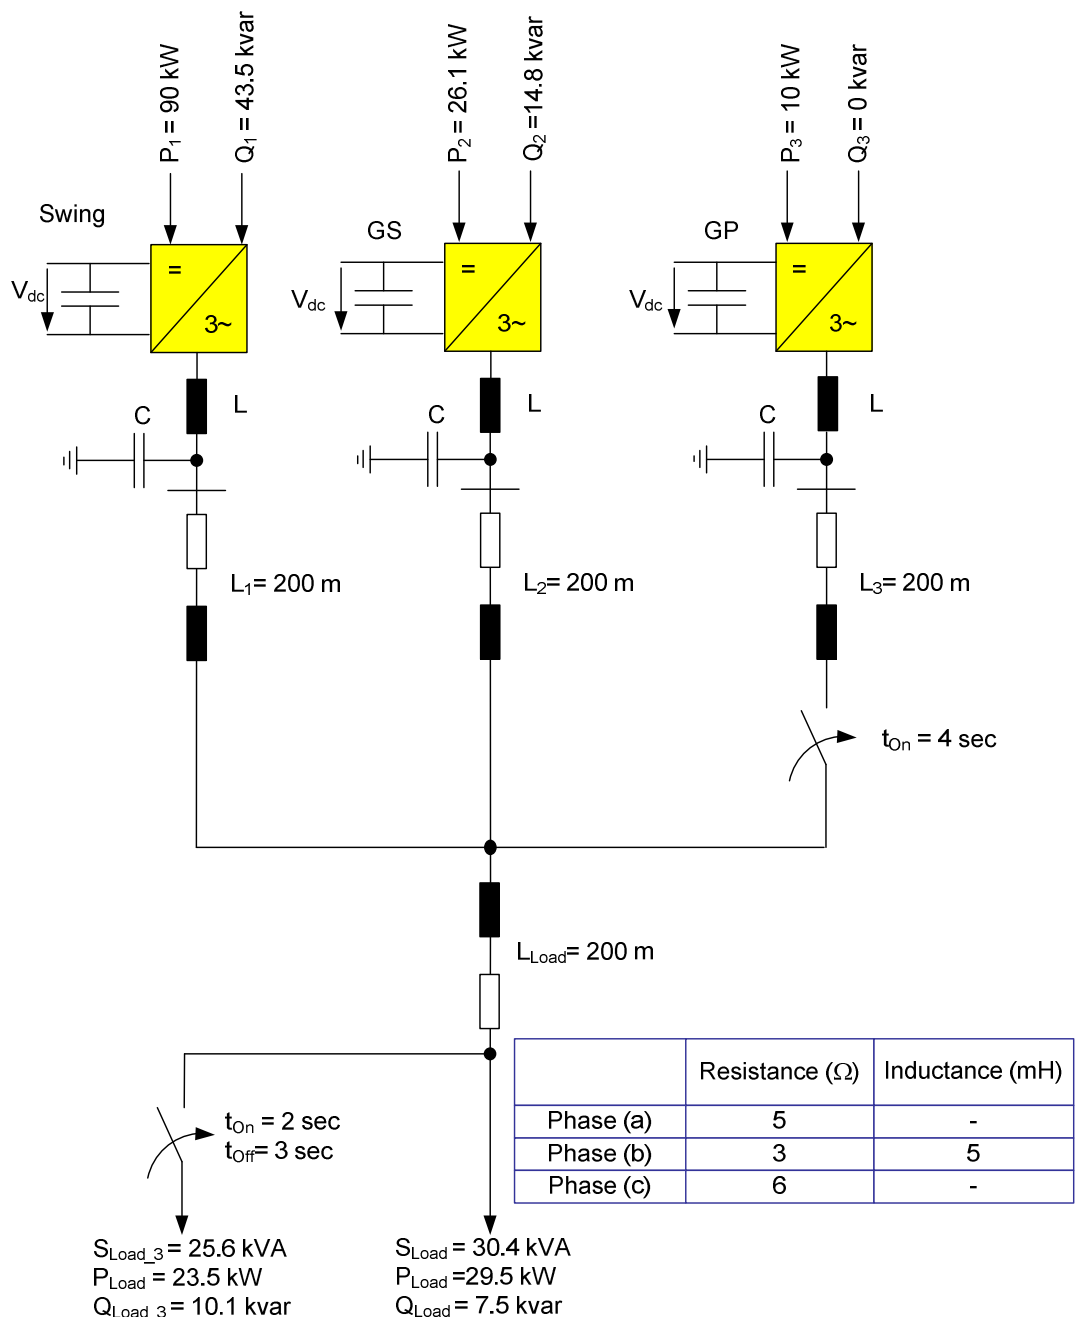 P₁ = 90 kW
Q₁ = 43.5 kvar
P₂ = 26.1 kW
Q₂ =14.8 kvar
P₃ = 10 kW
Q₃ = 0 kvar
Swing
GS
GP
Vdc
=
3~
Vdc
=
3~
Vdc
=
3~
L
L
L
C
C
C
L₁= 200 m
L₂= 200 m
L₃= 200 m
tOn = 4 sec
LLoad= 200 m
Resistance (Ω) Inductance (mH)
Phase (a) 5 -
Phase (b) 3 5
Phase (c) 6 -
tOn = 2 sec
tOff= 3 sec
SLoad_3 = 25.6 kVA
PLoad = 23.5 kW
QLoad_3 = 10.1 kvar
SLoad = 30.4 kVA
PLoad =29.5 kW
QLoad = 7.5 kvar